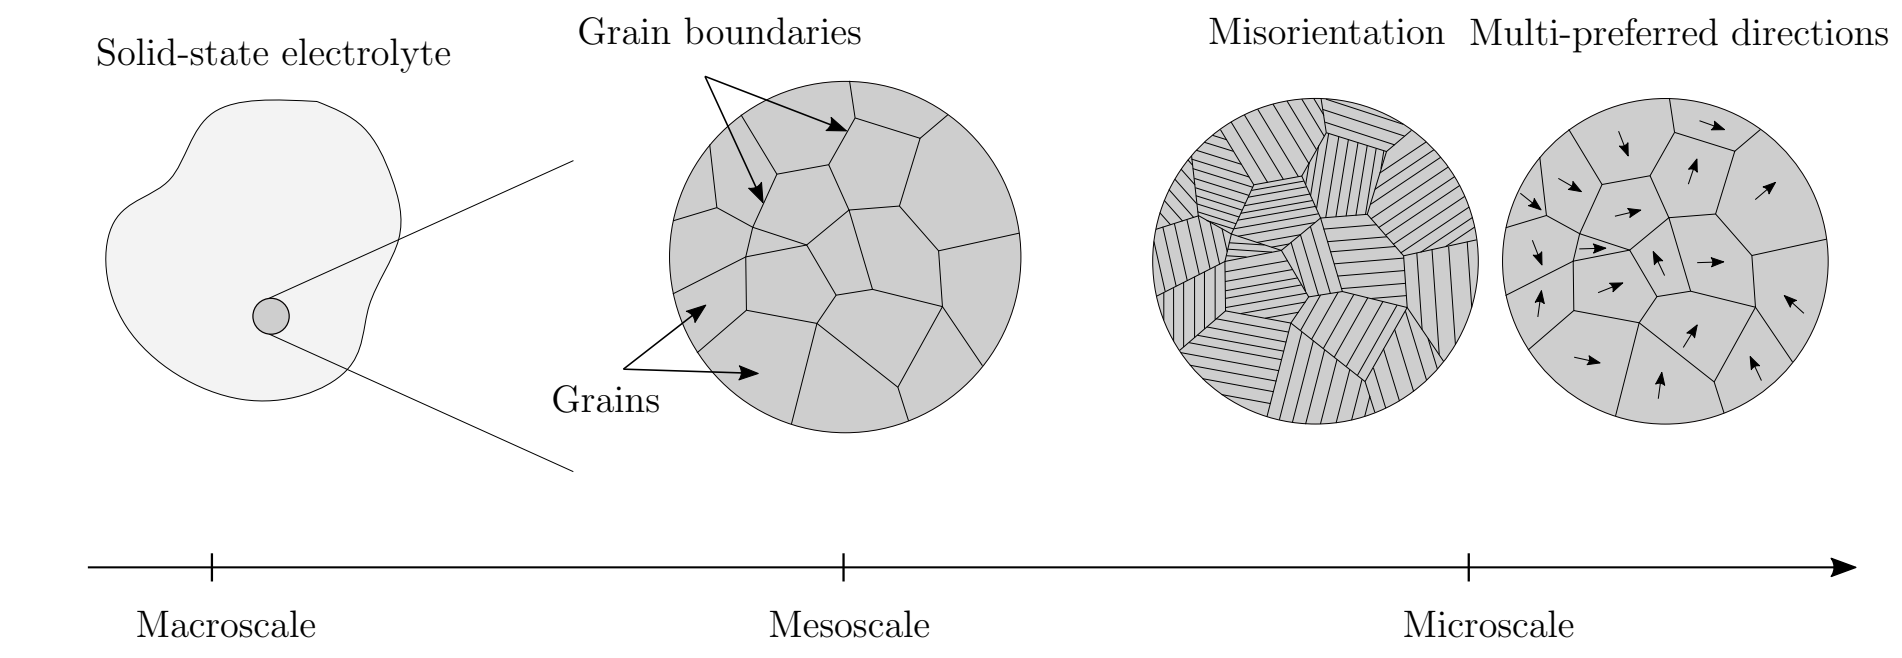 Solid-state electrolyte
Grain boundaries
Grains
Misorientation
Multi-preferred directions
Macroscale
Mesoscale
Microscale